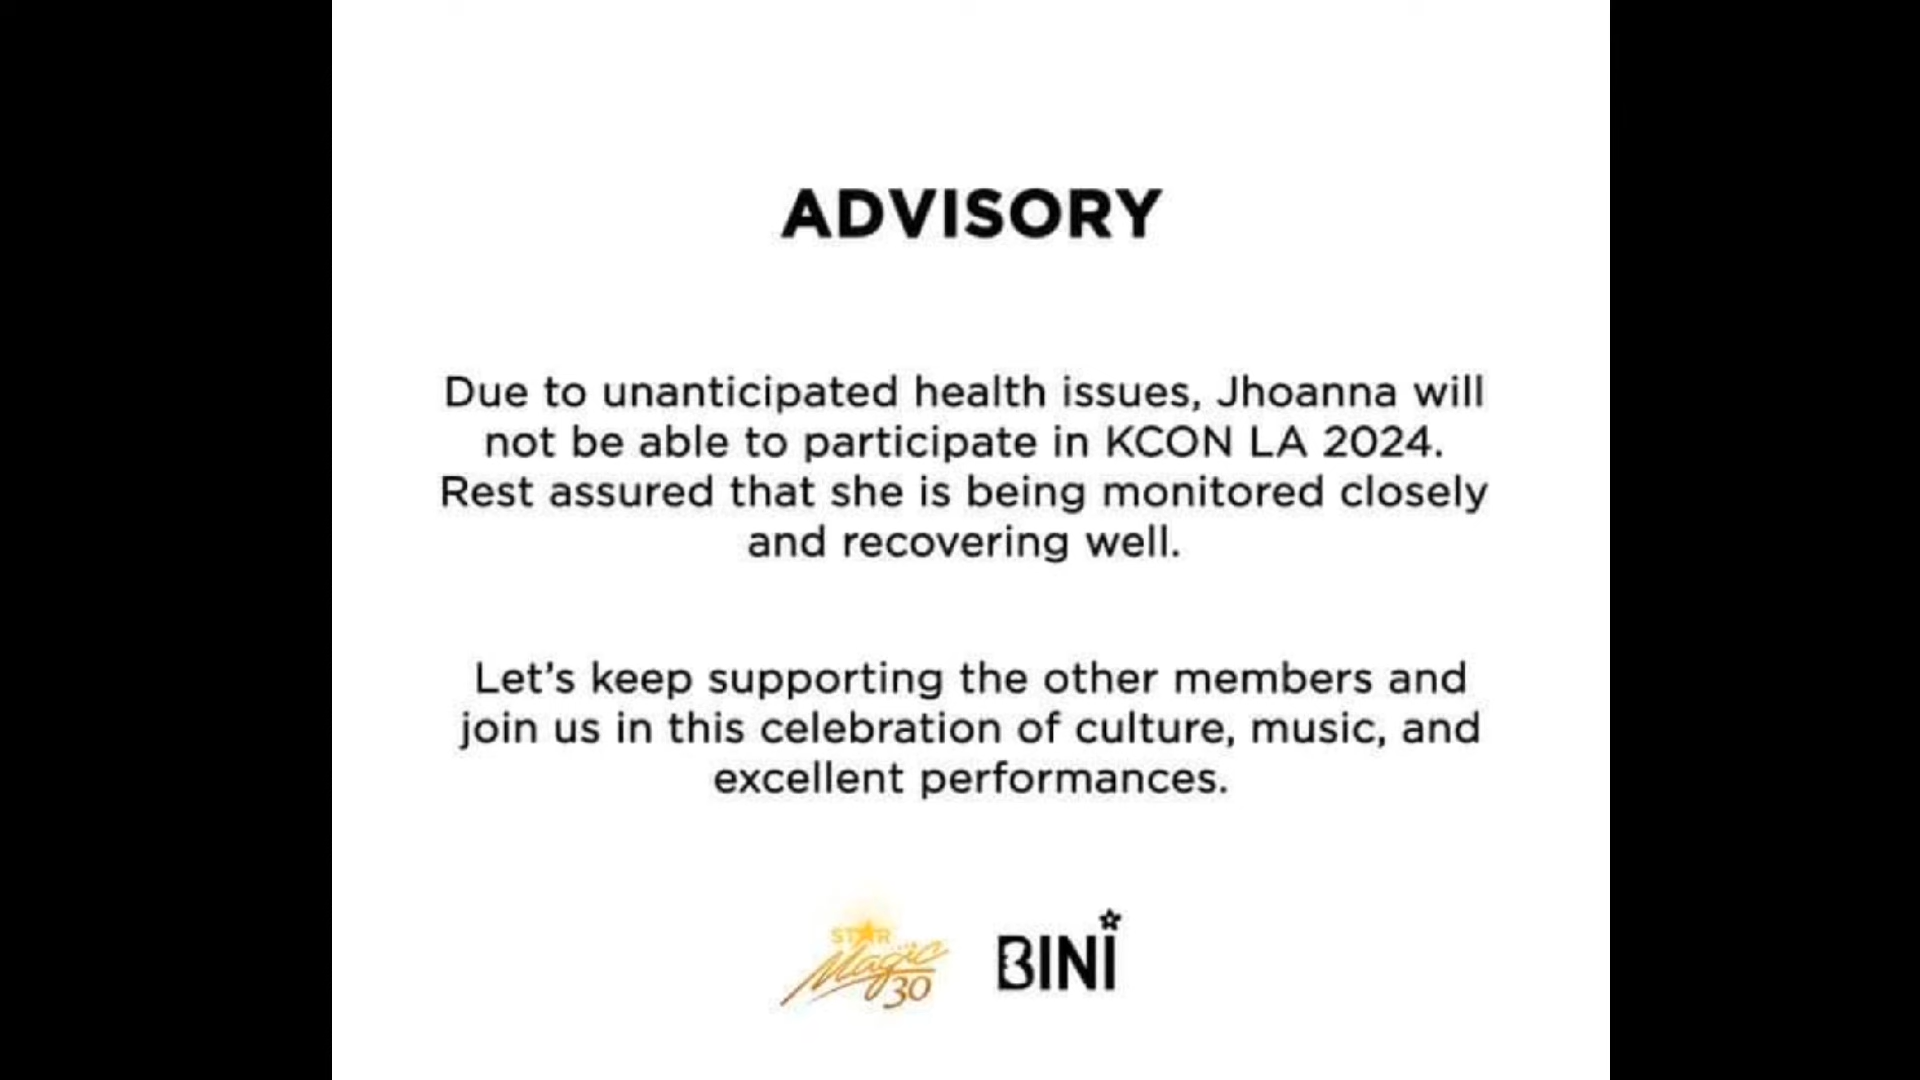 ADVISORY
Due to unanticipated health issues, Jhoanna will
not be able to participate in KCON LA 2024.
Rest assured that she is being monitored closely
and recovering well.
Let's keep supporting the other members and
join us in this celebration of culture, music, and
excellent performances.
STAR
Magic
30
BINI